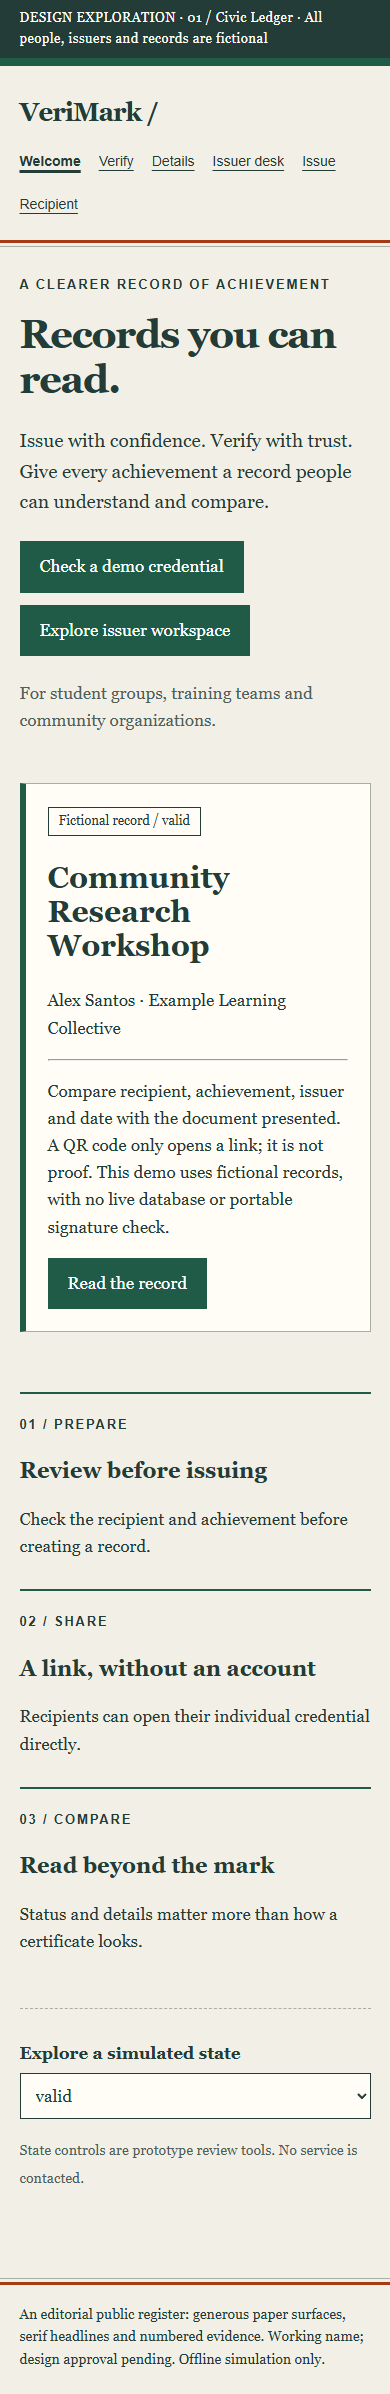 DESIGN EXPLORATION · 01 / Civic Ledger · All
people, issuers and records are fictional
VeriMark /
Welcome Verify Details Issuer desk Issue
Recipient
A CLEARER RECORD OF ACHIEVEMENT
Records you can
read.
Issue with confidence. Verify with trust.
Give every achievement a record people
can understand and compare.
Check a demo credential
Explore issuer workspace
For student groups, training teams and
community organizations.
Fictional record / valid
Community
Research
Workshop
Alex Santos · Example Learning
Collective
Compare recipient, achievement, issuer
and date with the document presented.
A QR code only opens a link; it is not
proof. This demo uses fictional records,
with no live database or portable
signature check.
Read the record
01 / PREPARE
Review before issuing
Check the recipient and achievement before
creating a record.
02 / SHARE
A link, without an account
Recipients can open their individual credential
directly.
03 / COMPARE
Read beyond the mark
Status and details matter more than how a
certificate looks.
Explore a simulated state
valid
State controls are prototype review tools. No service is
contacted.
An editorial public register: generous paper surfaces,
serif headlines and numbered evidence. Working name;
design approval pending. Offline simulation only.